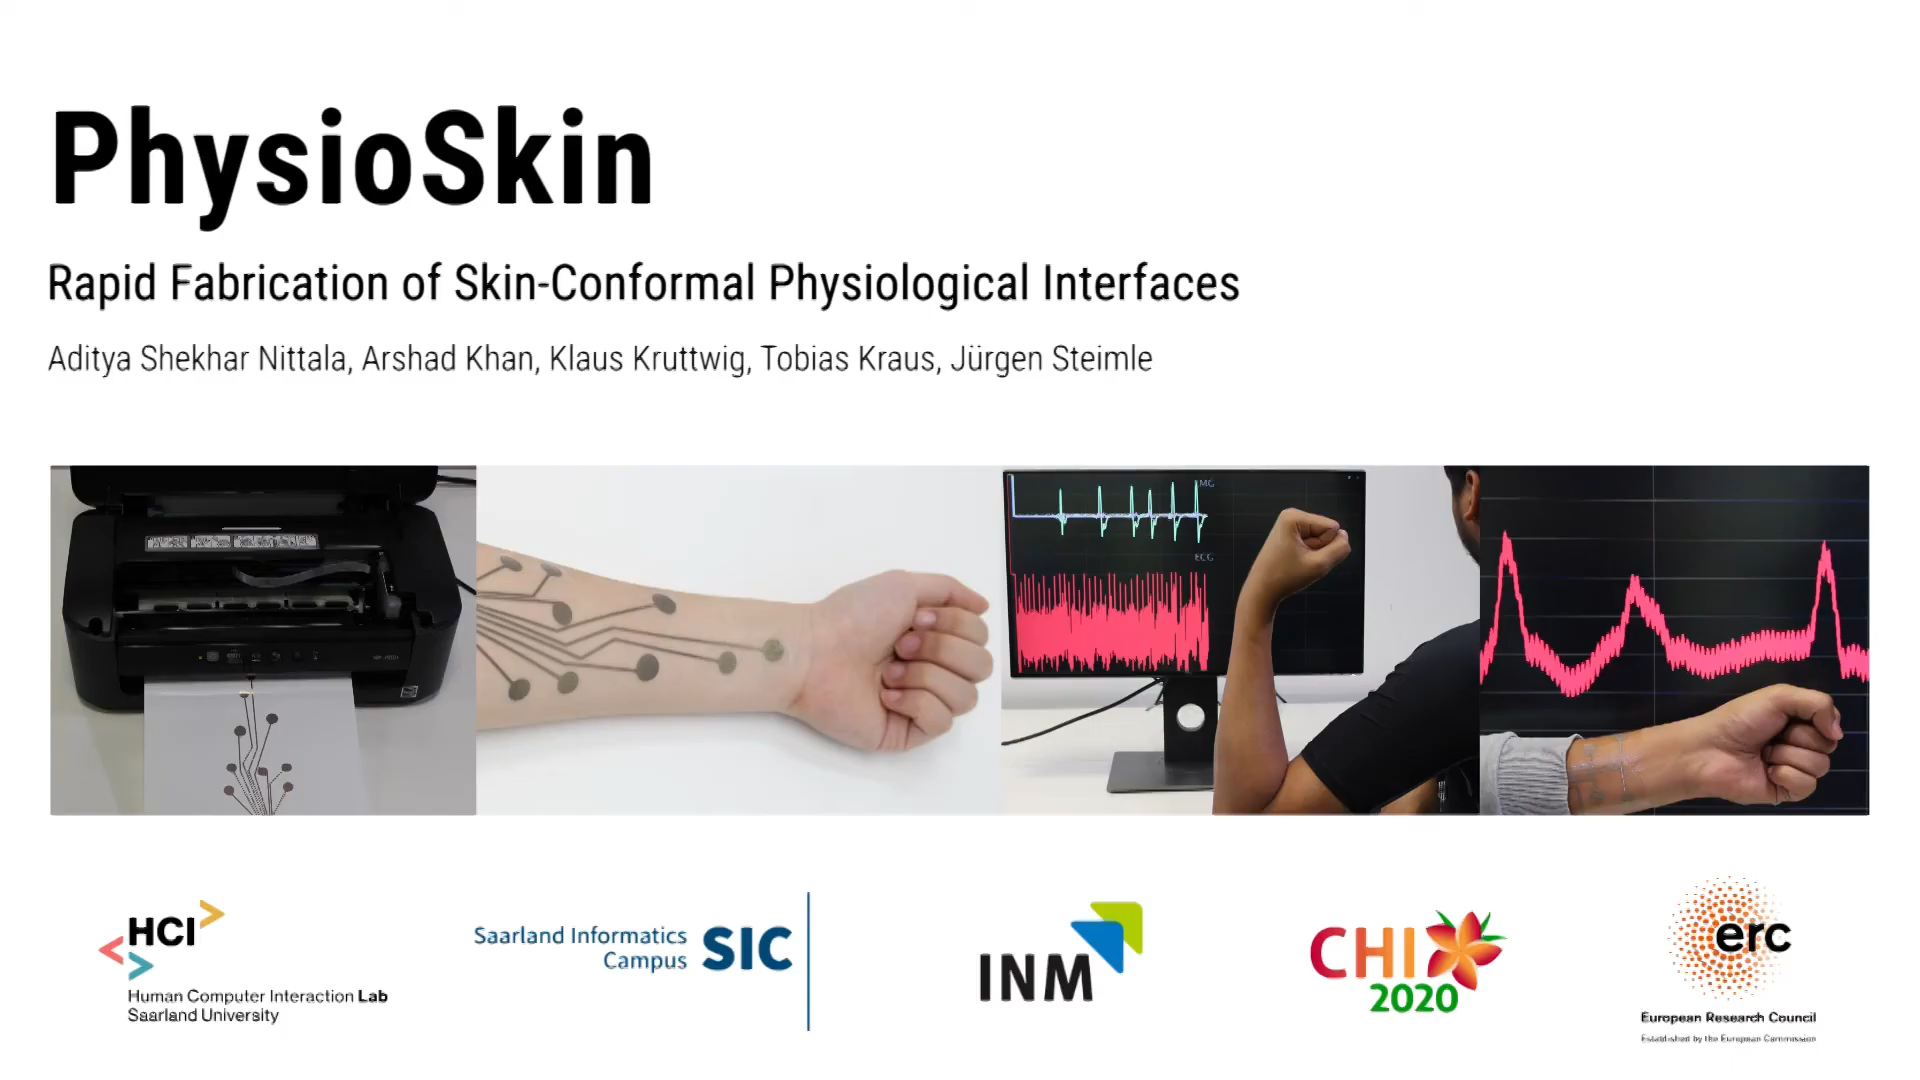 PhysioSkin
Rapid Fabrication of Skin-Conformal Physiological Interfaces
Aditya Shekhar Nittala, Arshad Khan, Klaus Kruttwig, Tobias Kraus, Jürgen Steimle
MG
ECG
HCI
Human Computer Interaction Lab
Saarland University
Saarland Informatics
Campus
SIC
INM
CHI
2020
erc
European Research Council
Established by the European Commission